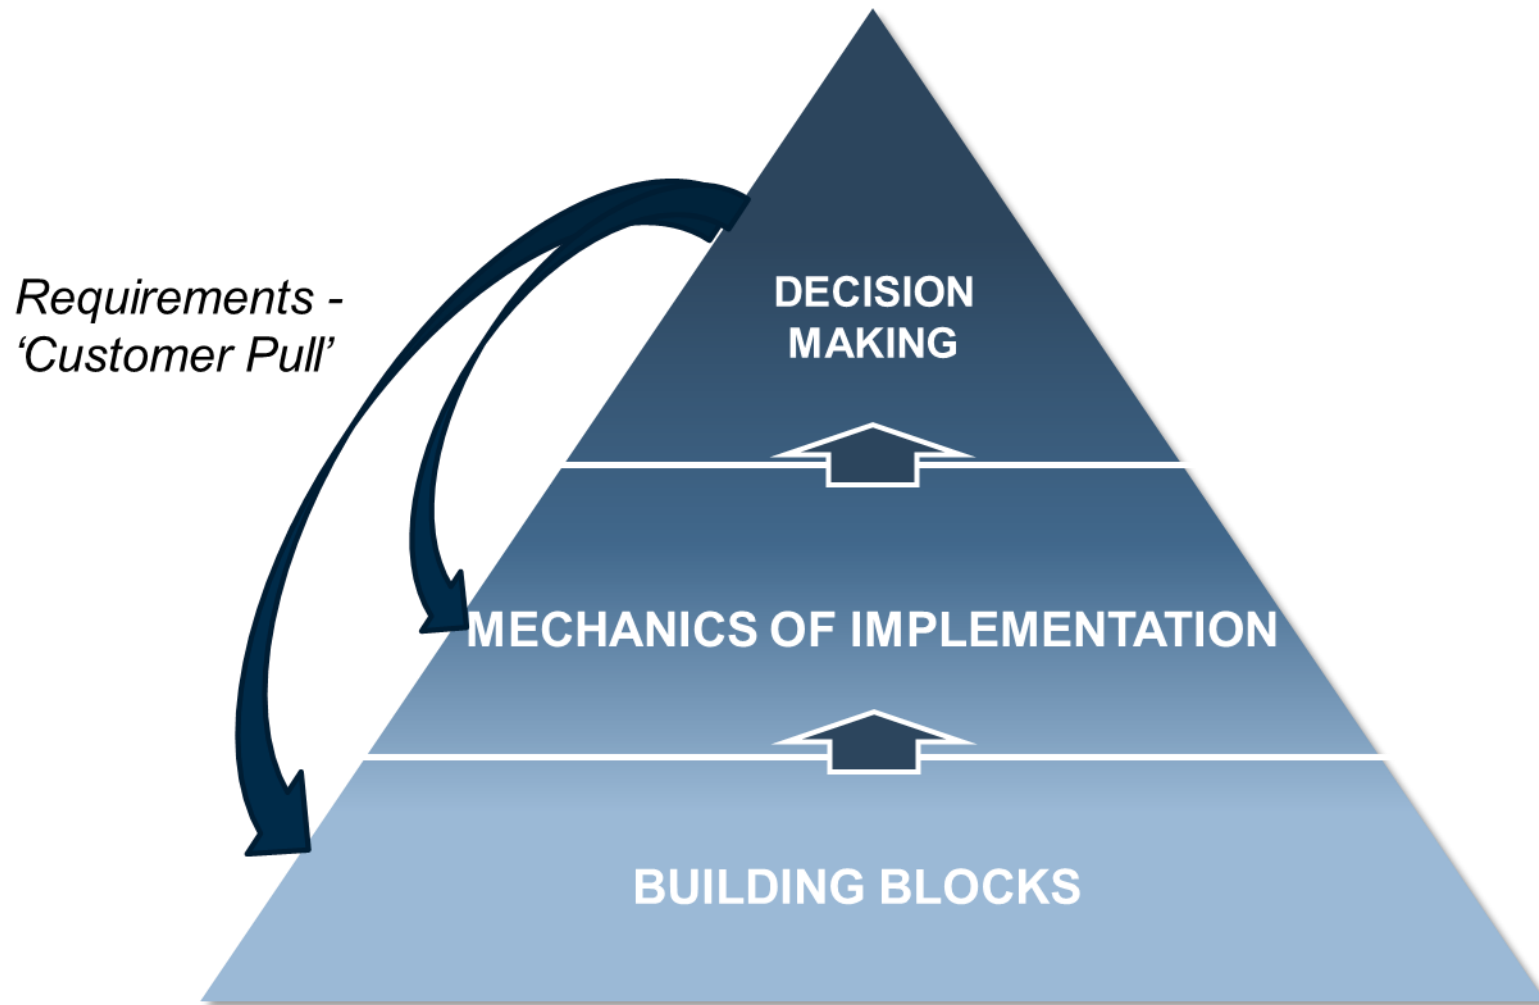 Requirements -
‘Customer Pull’
DECISION
MAKING
MECHANICS OF IMPLEMENTATION
BUILDING BLOCKS